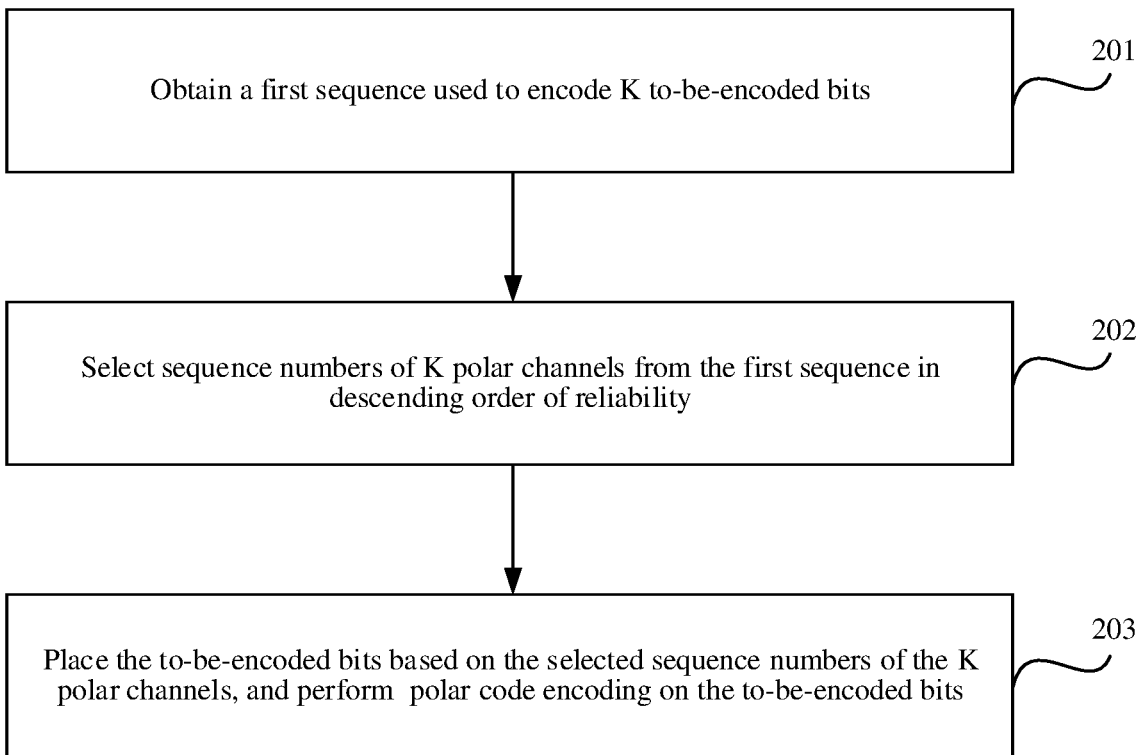 Obtain a first sequence used to encode K to-be-encoded bits
201
Select sequence numbers of K polar channels from the first sequence in
descending order of reliability
202
Place the to-be-encoded bits based on the selected sequence numbers of the K
polar channels, and perform polar code encoding on the to-be-encoded bits
203